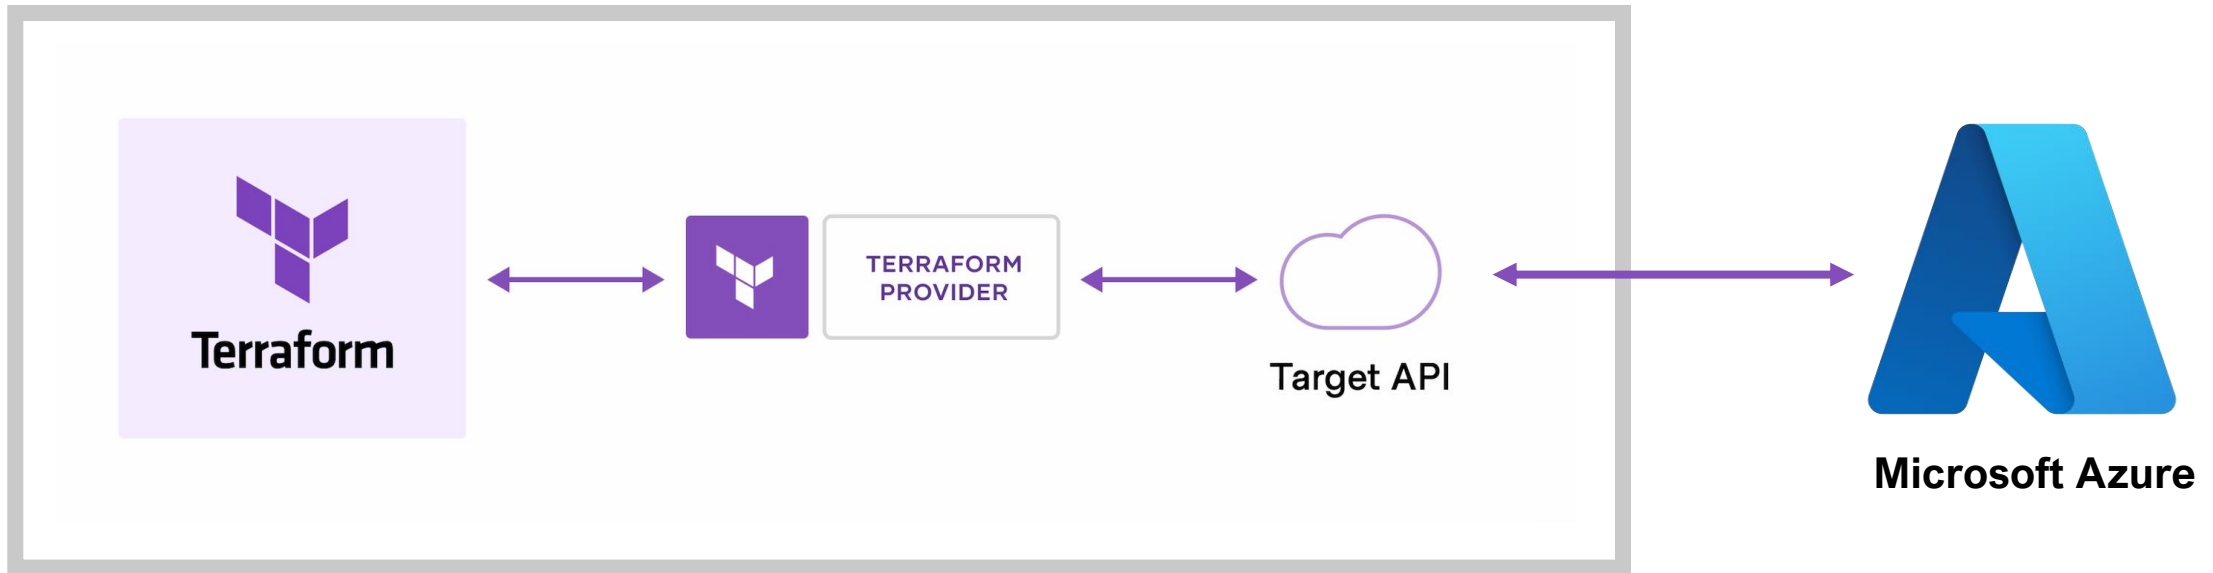 Terraform
TERRAFORM
PROVIDER
Target API
Microsoft Azure